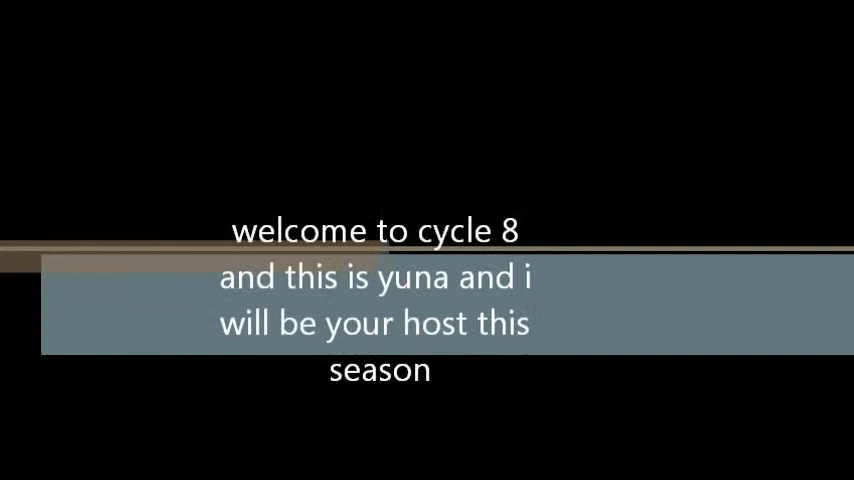 welcome to cycle 8
and this is yuna and i
will be your host this
season